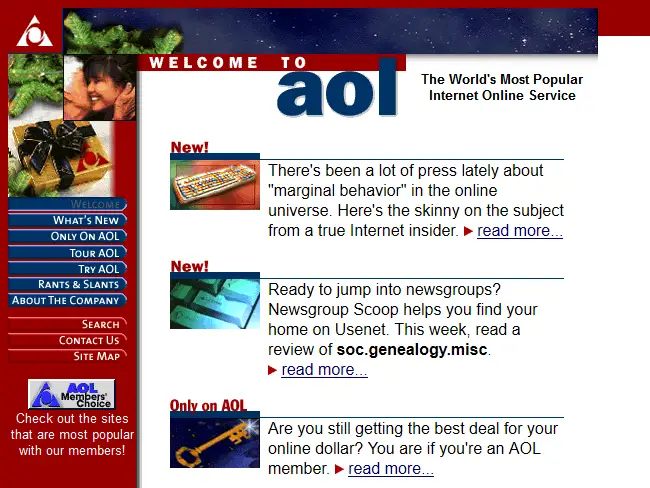 WELCOME TO
aol
The World's Most Popular
Internet Online Service
WELCOME
WHAT'S NEW
ONLY ON AOL
TOUR AOL
TRY AOL
RANTS & SLANTS
ABOUT THE COMPANY
SEARCH
CONTACT US
SITE MAP
AOL
Members'
Choice
Check out the sites
that are most popular
with our members!
New!
There's been a lot of press lately about
"marginal behavior" in the online
universe. Here's the skinny on the subject
from a true Internet insider. read more...
New!
Ready to jump into newsgroups?
Newsgroup Scoop helps you find your
home on Usenet. This week, read a
review of soc.genealogy.misc.
read more...
Only on AOL
Are you still getting the best deal for your
online dollar? You are if you're an AOL
member. read more...